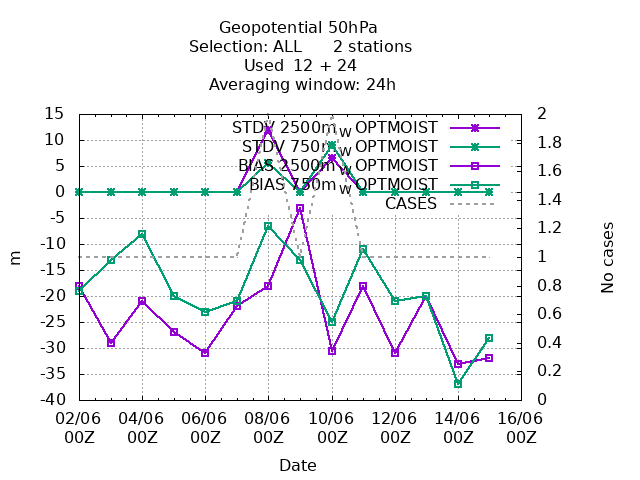 Geopotential 50hPa
Selection: ALL 2 stations
Used 12 + 24
Averaging window: 24h
STDV 2500m_W OPTMOIST
STDV 750m_W OPTMOIST
BIAS 2500m_W OPTMOIST
BIAS 750m_W OPTMOIST
CASES
15
10
5
0
-5
-10
-15
-20
-25
-30
-35
-40
m
2
1.8
1.6
1.4
1.2
1
0.8
0.6
0.4
0.2
0
No cases
02/06 04/06 06/06 08/06 10/06 12/06 14/06 16/06
00Z 00Z 00Z 00Z 00Z 00Z 00Z 00Z
Date